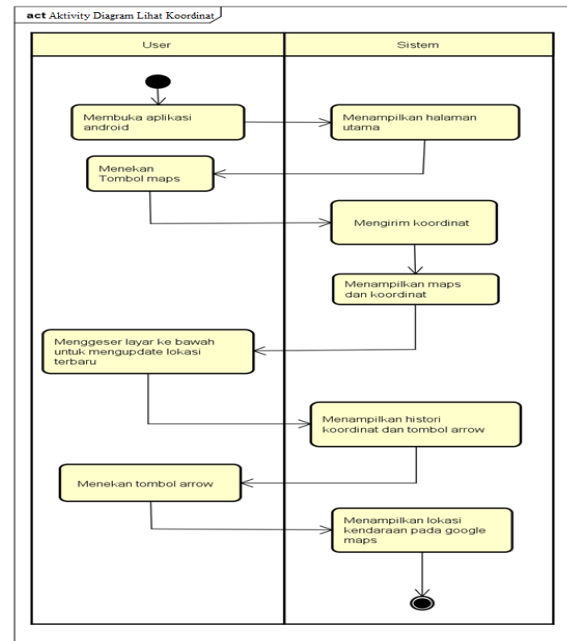 act Aktivity Diagram Lihat Koordinat
User
Sistem
Membuka aplikasi
android
Menampilkan halaman
utama
Menekan
Tombol maps
Mengirim koordinat
Menampilkan maps
dan koordinat
Menggeser layar ke bawah
untuk mengupdate lokasi
terbaru
Menampilkan histori
koordinat dan tombol arrow
Menekan tombol arrow
Menampilkan lokasi
kendaraan pada google
maps